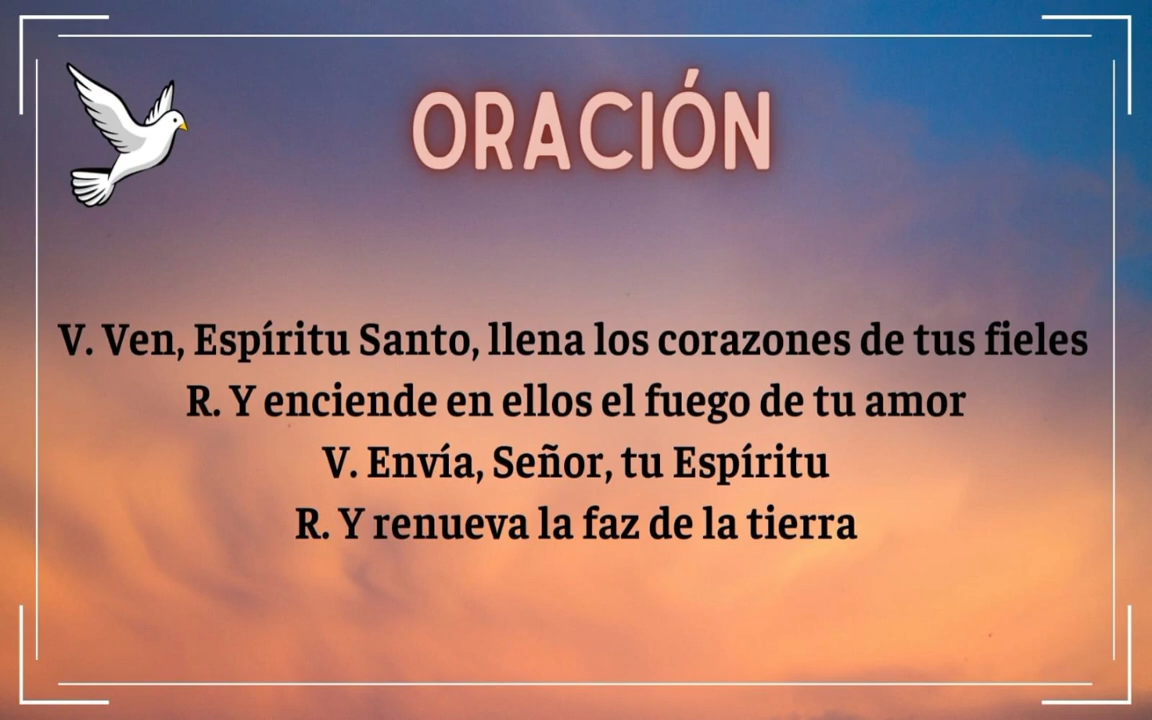 ORACIÓN
V. Ven, Espíritu Santo, llena los corazones de tus fieles
R. Y enciende en ellos el fuego de tu amor
V. Envía, Señor, tu Espíritu
R. Y renueva la faz de la tierra